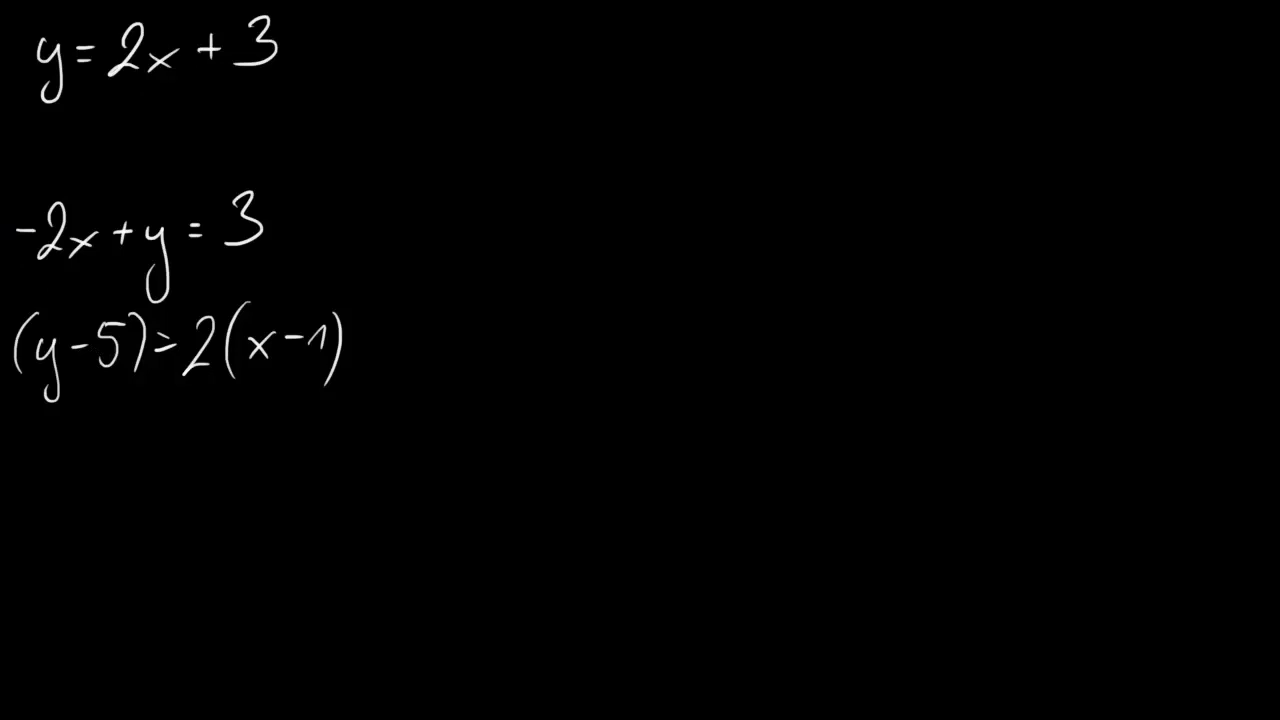 y = 2x + 3
-2x + y = 3
(y - 5) = 2(x - 1)